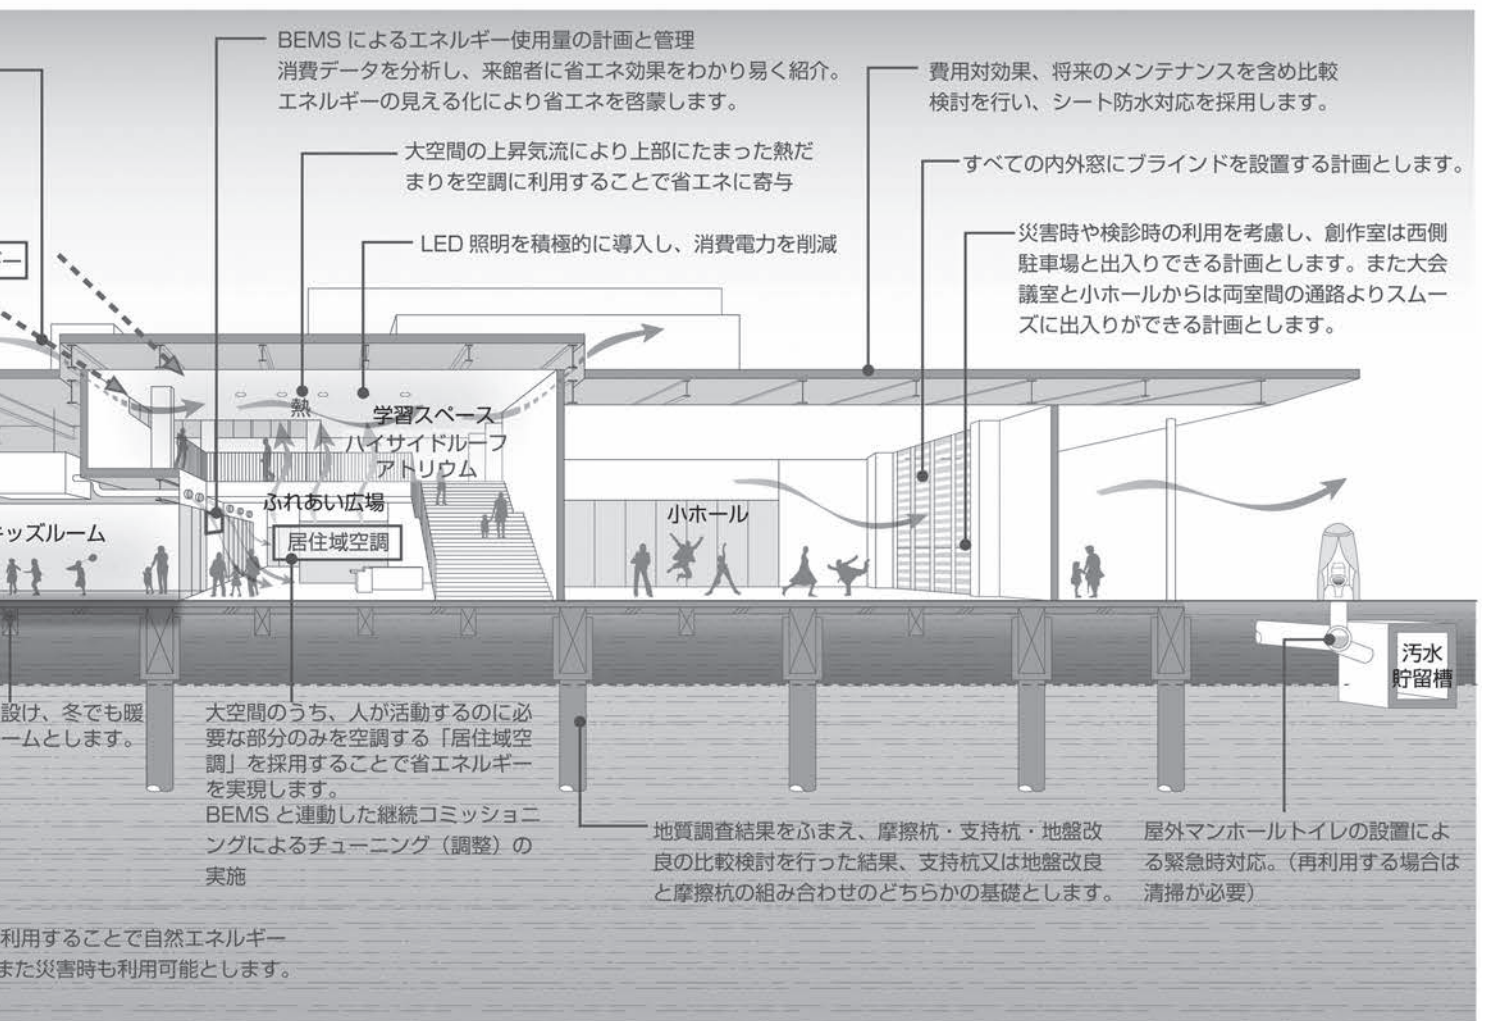 BEMS によるエネルギー使用量の計画と管理
消費データを分析し、来館者に省エネ効果をわかり易く紹介。
エネルギーの見える化により省エネを啓蒙します。
費用対効果、将来のメンテナンスを含め比較
検討を行い、シート防水対応を採用します。
大空間の上昇気流により上部にたまった熱だ
まりを空調に利用することで省エネに寄与
すべての内外窓にブラインドを設置する計画とします。
LED 照明を積極的に導入し、消費電力を削減
災害時や検診時の利用を考慮し、創作室は西側
駐車場と出入りできる計画とします。また大会
議室と小ホールからは両室間の通路よりスムー
ズに出入りができる計画とします。
ー
熱
学習スペース
ハイサイドルーフ
アトリウム
ふれあい広場
居住域空調
キッズルーム
小ホール
汚水
貯留槽
設け、冬でも暖
ームとします。
大空間のうち、人が活動するのに必
要な部分のみを空調する「居住域空
調」を採用することで省エネルギー
を実現します。
BEMS と連動した継続コミッショニ
ングによるチューニング（調整）の
実施
地質調査結果をふまえ、摩擦杭・支持杭・地盤改
良の比較検討を行った結果、支持杭又は地盤改良
と摩擦杭の組み合わせのどちらかの基礎とします。
屋外マンホールトイレの設置によ
る緊急時対応。（再利用する場合は
清掃が必要）
利用することで自然エネルギー
また災害時も利用可能とします。